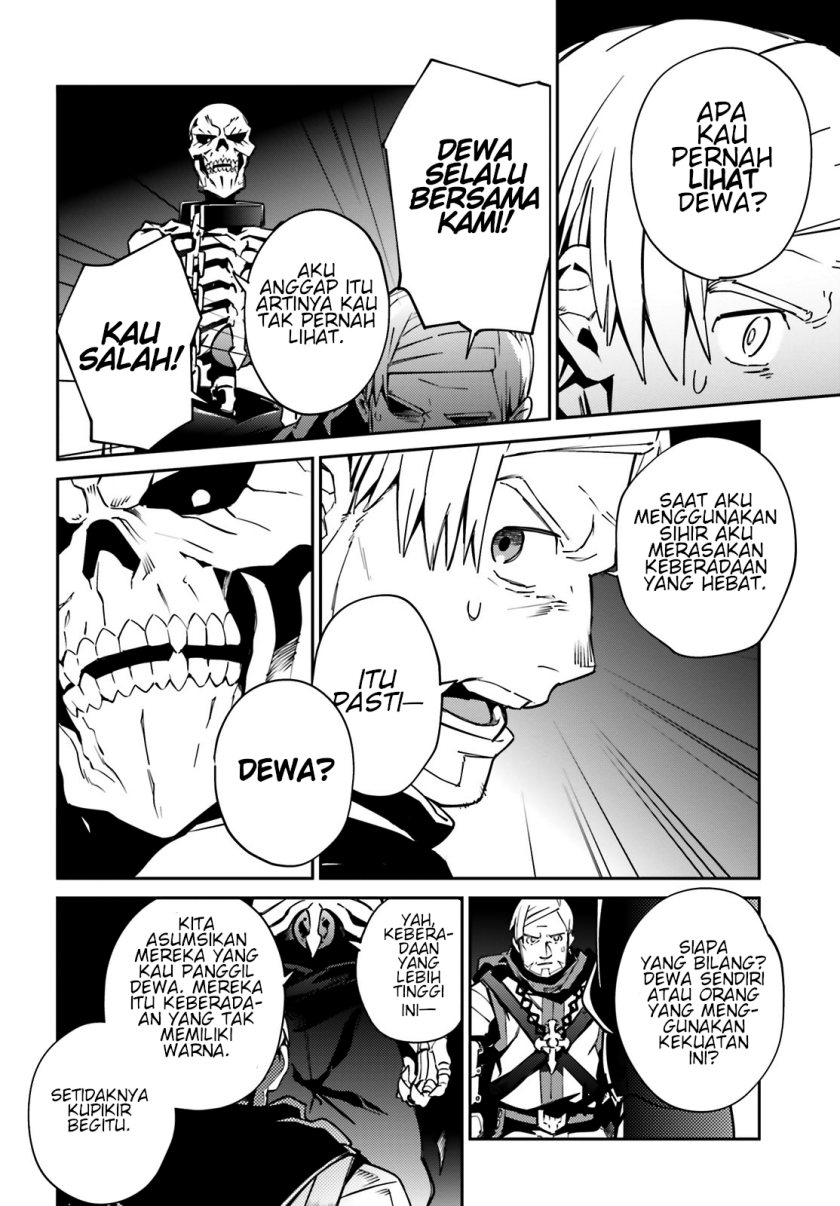 APA
KAU
PERNAH
LIHAT
DEWA?
DEWA
SELALU
BERSAMA
KAMI!
AKU
ANGGAP ITU
ARTINYA KAU
TAK PERNAH
LIHAT.
KAU
SALAH!
SAAT AKU
MENGGUNAKAN
SIHIR AKU
MERASAKAN
KEBERADAAN
YANG HEBAT.
ITU
PASTI—
DEWA?
SIAPA
YANG BILANG?
DEWA SENDIRI
ATAU ORANG
YANG MENG-
GUNAKAN
KEKUATAN
INI?
YAH,
KEBERA-
DAAN
YANG
LEBIH
TINGGI
INI—
KITA
ASUMSIKAN
MEREKA YANG
KAU PANGGIL
DEWA. MEREKA
ITU KEBERADA-
AN YANG TAK
MEMILIKI
WARNA.
SETIDAKNYA
KUPIKIR
BEGITU.